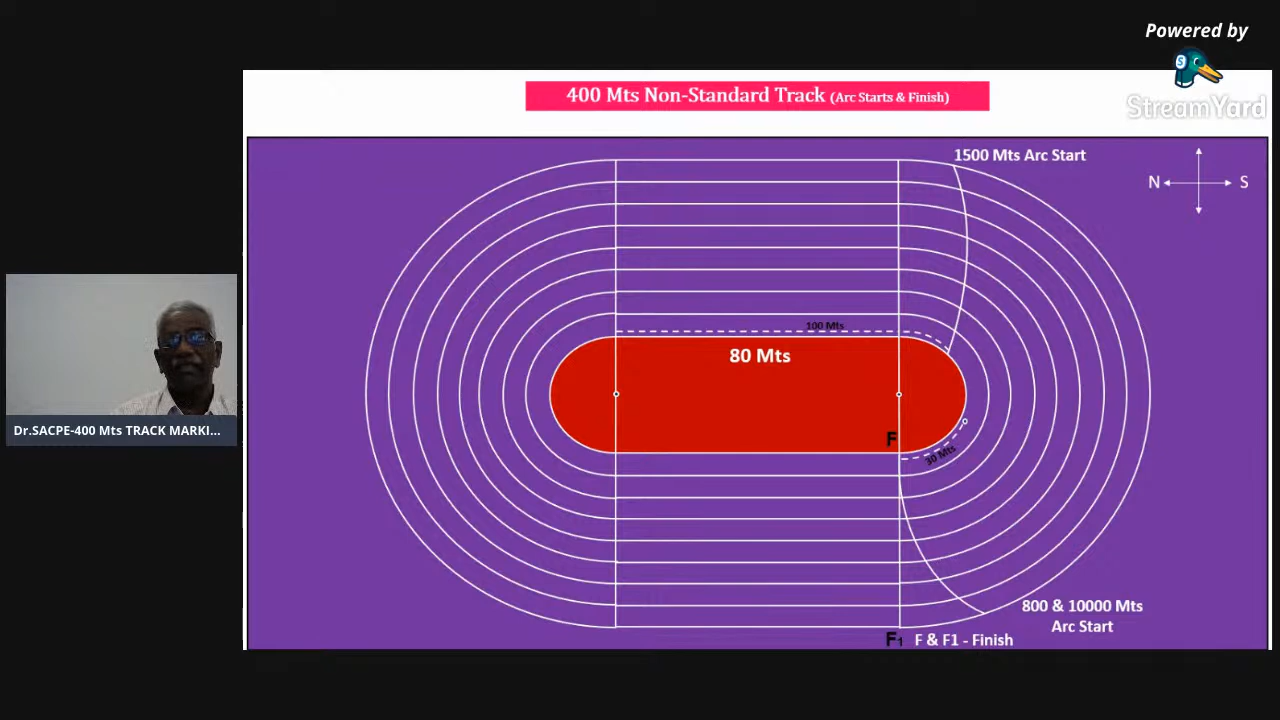 Powered by
StreamYard
400 Mts Non-Standard Track (Arc Starts & Finish)
1500 Mts Arc Start
N S
100 Mts
80 Mts
F
30 Mts
Dr.SACPE-400 Mts TRACK MARKI...
800 & 10000 Mts
Arc Start
F1 F & F1 - Finish